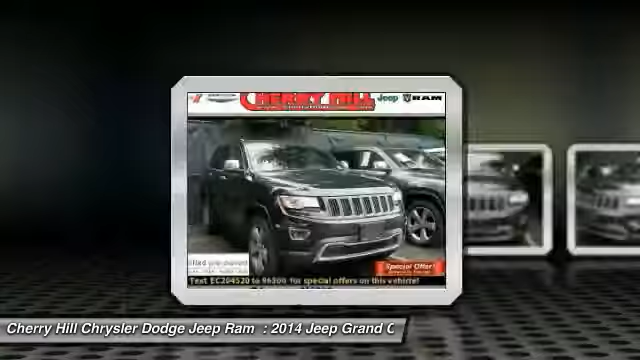 CHERRY HILL Jeep RAM
Special Offer!
Text EC204520 to 96300 for special offers on this vehicle!
Cherry Hill Chrysler Dodge Jeep Ram : 2014 Jeep Grand C